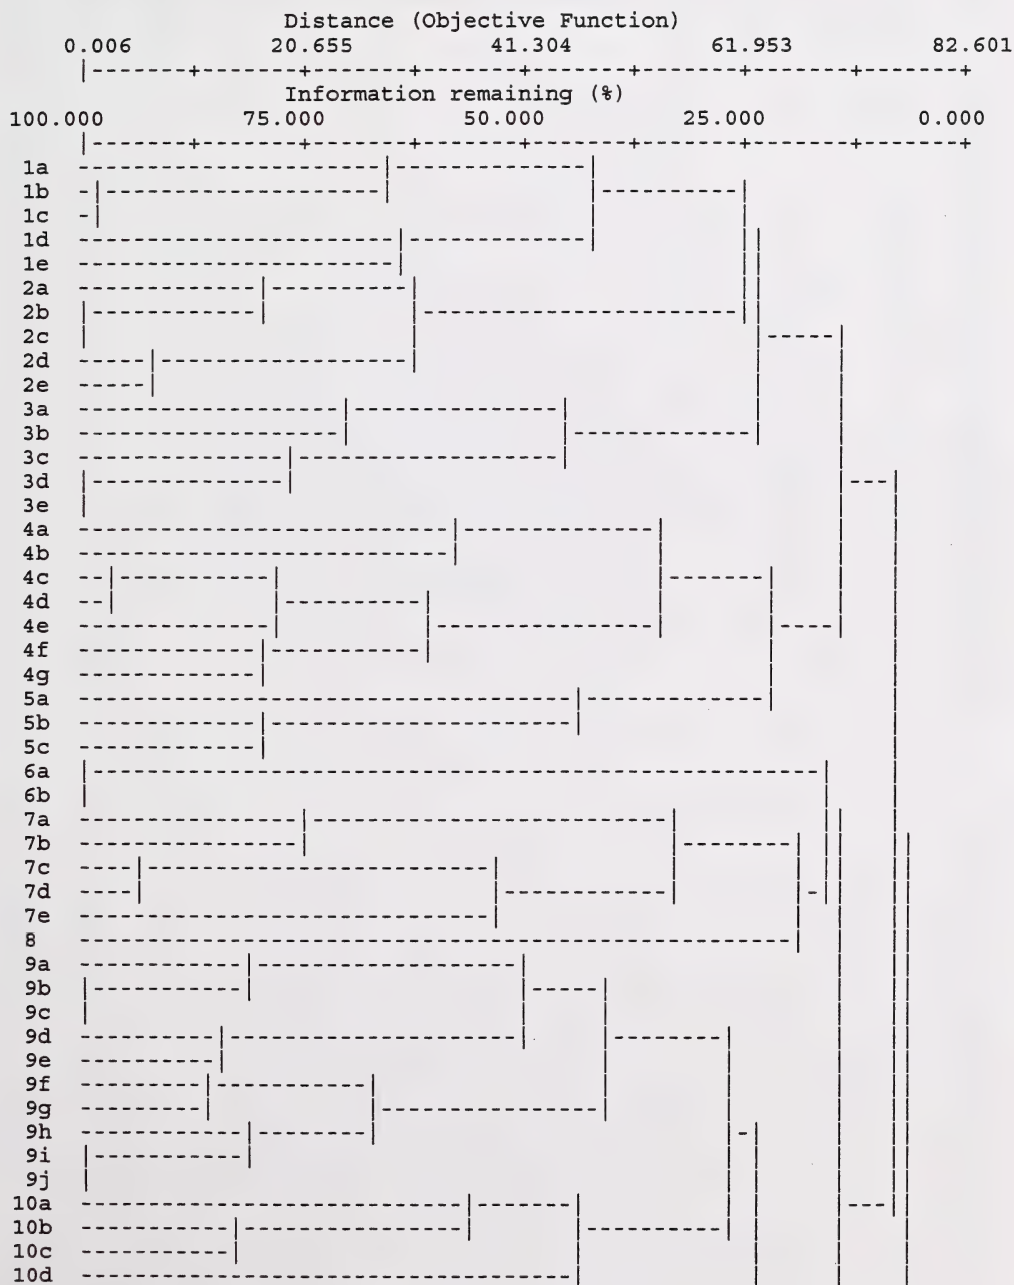 Distance (Objective Function)
0.006 20.655 41.304 61.953 82.601
Information remaining (%)
100.000 75.000 50.000 25.000 0.000
1a
1b
1c
1d
1e
2a
2b
2c
2d
2e
3a
3b
3c
3d
3e
4a
4b
4c
4d
4e
4f
4g
5a
5b
5c
6a
6b
7a
7b
7c
7d
7e
8
9a
9b
9c
9d
9e
9f
9g
9h
9i
9j
10a
10b
10c
10d